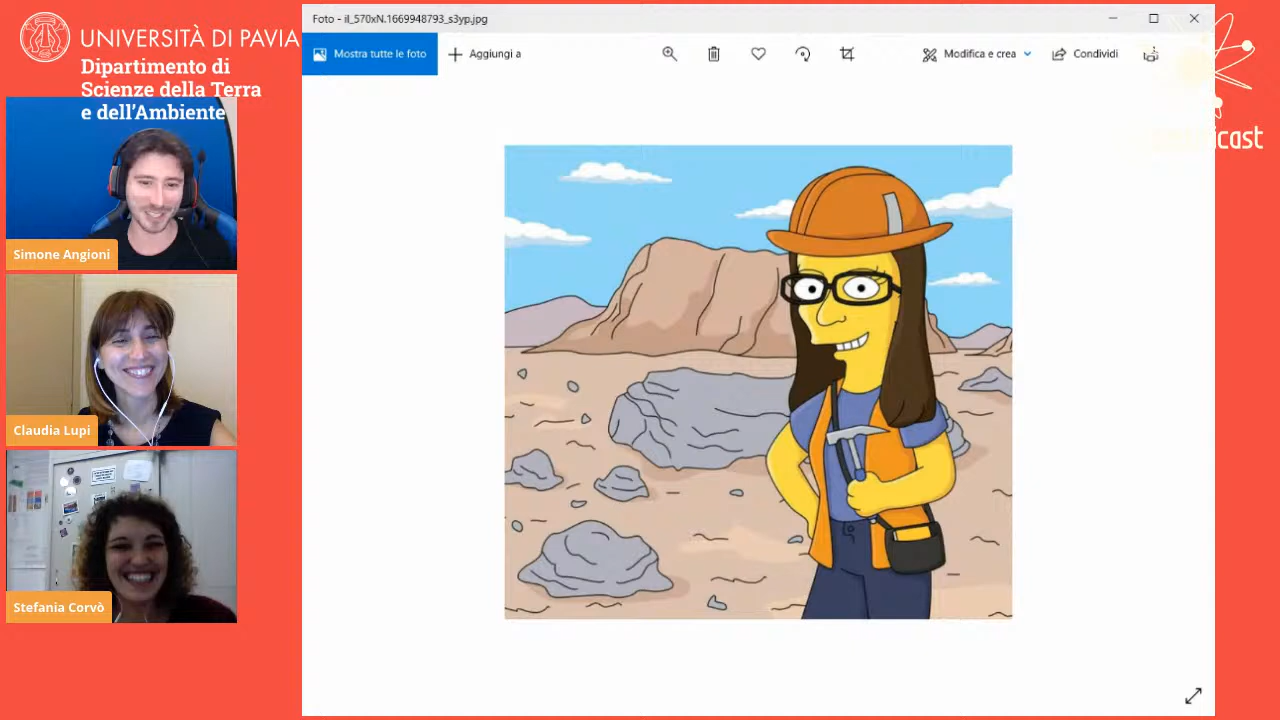 UNIVERSITÀ DI PAVIA
Dipartimento di
Scienze della Terra
e dell'Ambiente
Simone Angioni
Claudia Lupi
Stefania Corvò
Foto - il_570xN.1669948793_s3yp.jpg
Mostra tutte le foto
Aggiungi a
Modifica e crea
Condividi
icast